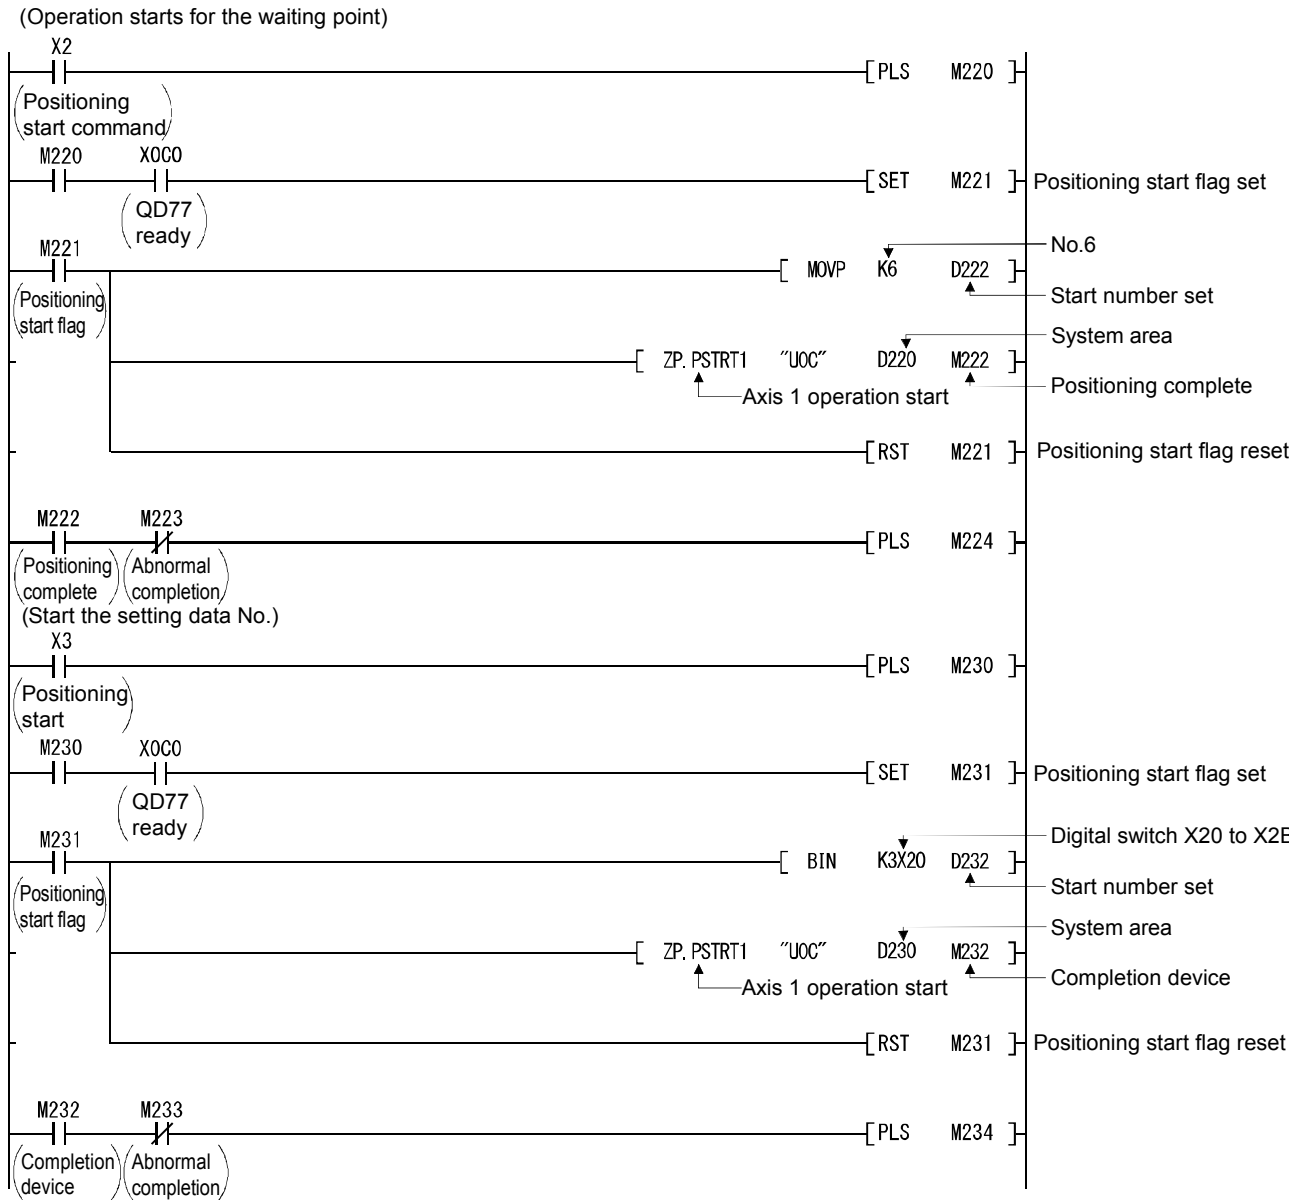 (Operation starts for the waiting point)
X2
PLS M220
(Positioning
start command)
M220 X0C0
SET M221 Positioning start flag set
(QD77
ready)
M221
No.6
MOVP K6 D222
(Positioning
start flag)
Start number set
System area
ZP.PSTRT1 "U0C" D220 M222
Positioning complete
Axis 1 operation start
RST M221 Positioning start flag reset
M222 M223
PLS M224
(Positioning
complete)
(Abnormal
completion)
(Start the setting data No.)
X3
PLS M230
(Positioning
start)
M230 X0C0
SET M231 Positioning start flag set
(QD77
ready)
M231
Digital switch X20 to X2B
BIN K3X20 D232
(Positioning
start flag)
Start number set
System area
ZP.PSTRT1 "U0C" D230 M232
Completion device
Axis 1 operation start
RST M231 Positioning start flag reset
M232 M233
PLS M234
(Completion
device)
(Abnormal
completion)